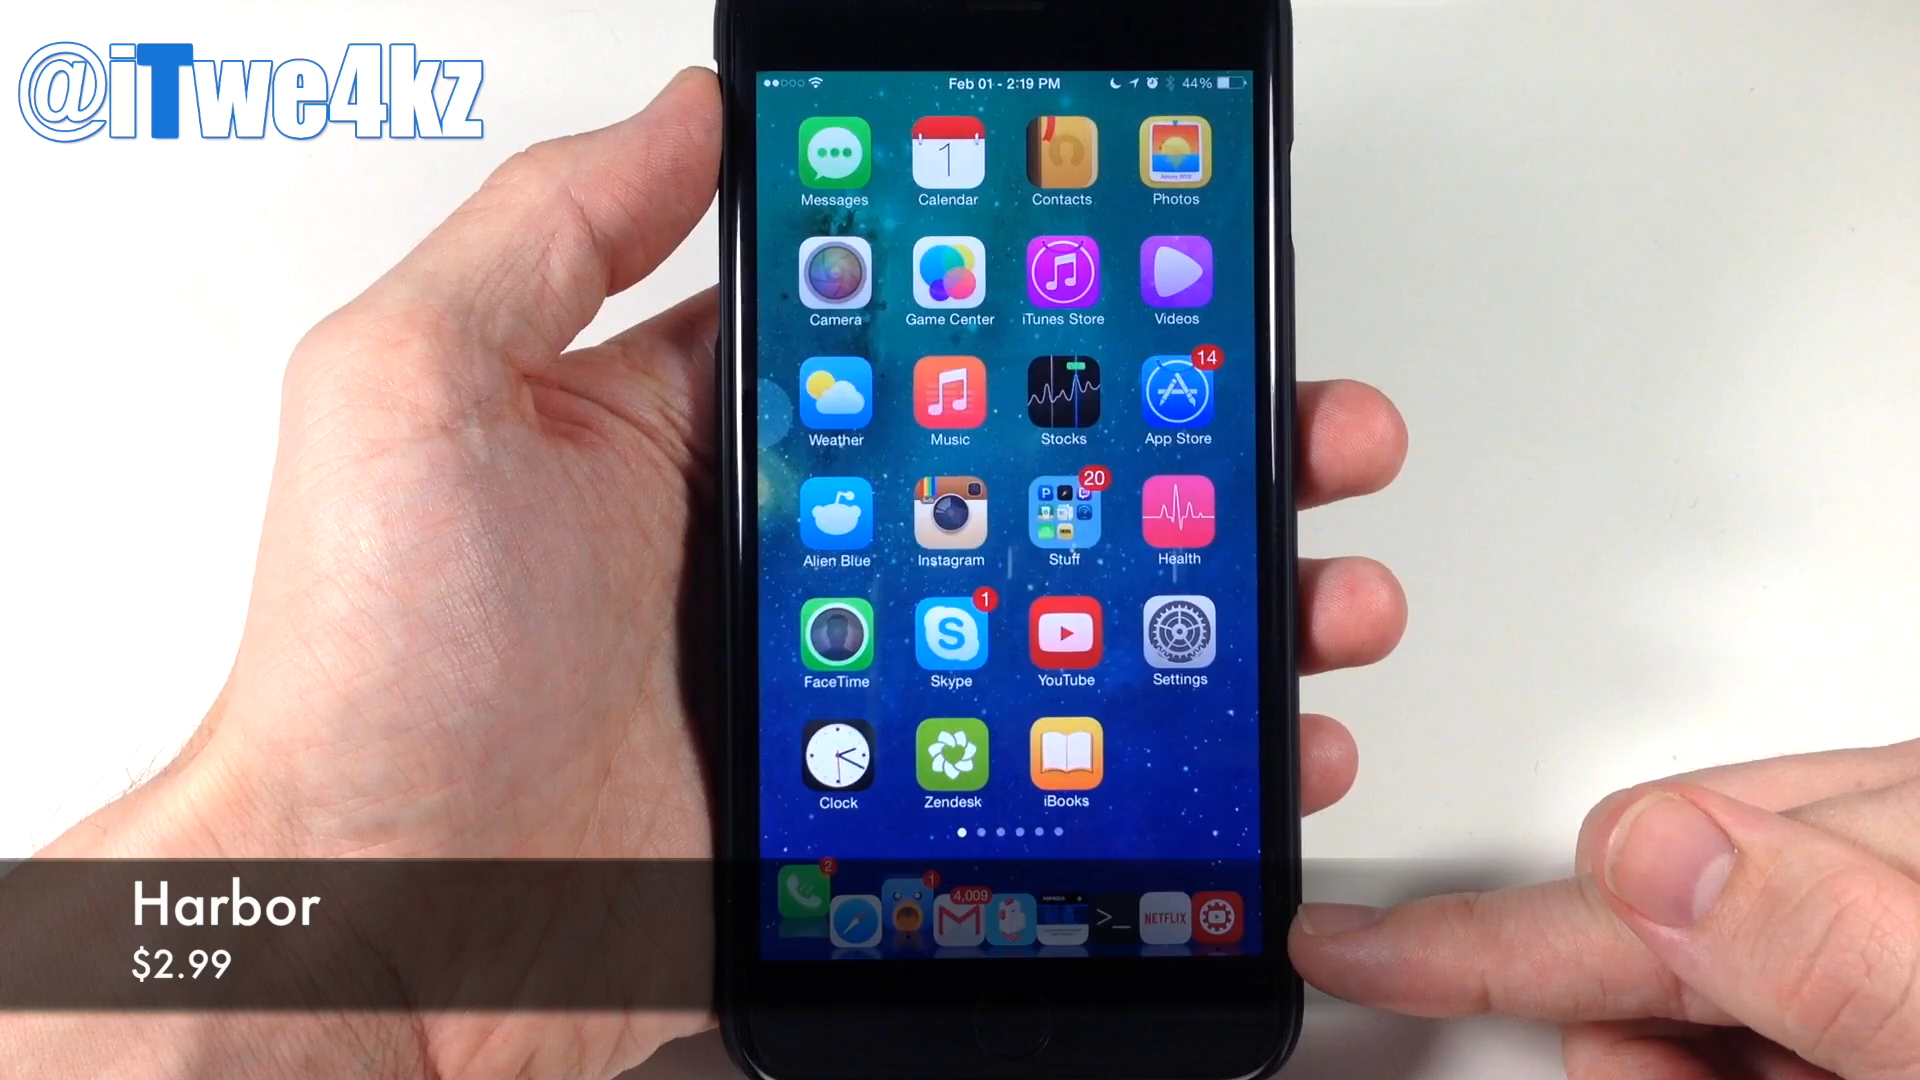 @iTwe4kz
Feb 01 - 2:19 PM
44%
1
Messages
Calendar
Contacts
Photos
Camera
Game Center
iTunes Store
Videos
14
Weather
Music
Stocks
App Store
20
Alien Blue
Instagram
Stuff
Health
1
S
FaceTime
Skype
YouTube
Settings
Clock
Zendesk
iBooks
2
1
4,009
>_
NETFLIX
Harbor
$2.99